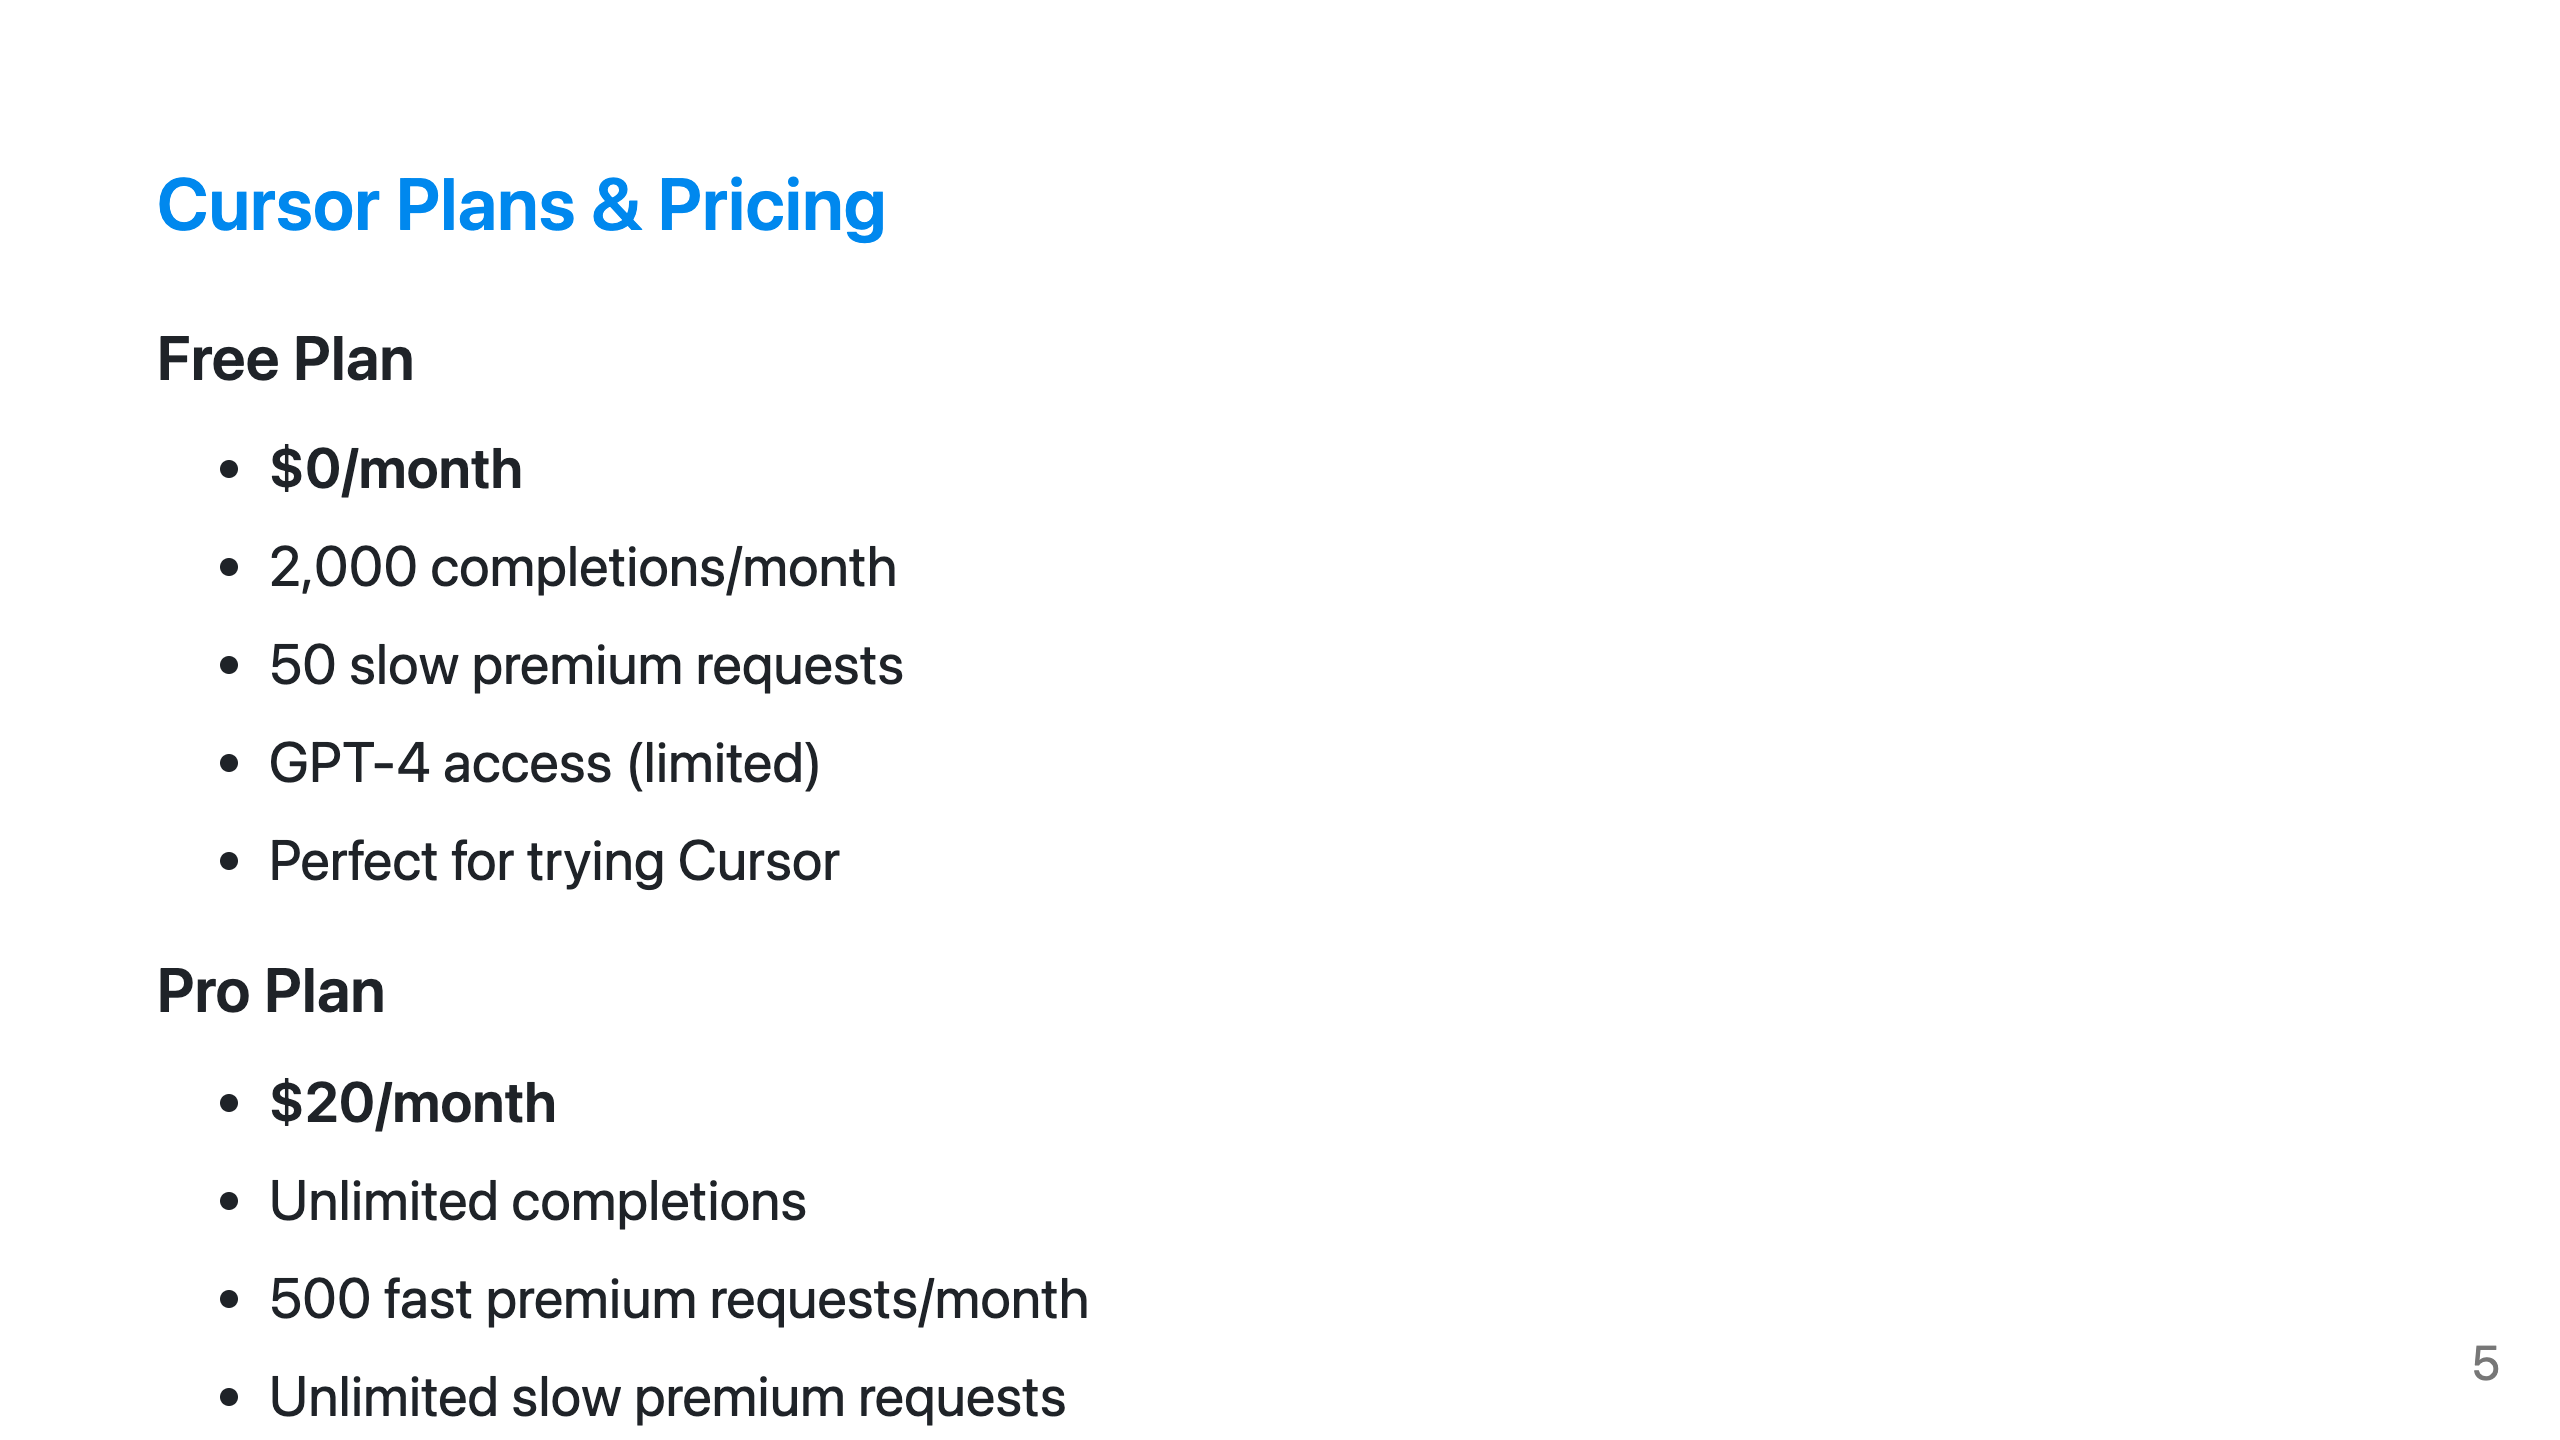 Cursor Plans & Pricing
Free Plan
• $0/month
• 2,000 completions/month
• 50 slow premium requests
• GPT-4 access (limited)
• Perfect for trying Cursor
Pro Plan
• $20/month
• Unlimited completions
• 500 fast premium requests/month
• Unlimited slow premium requests
5